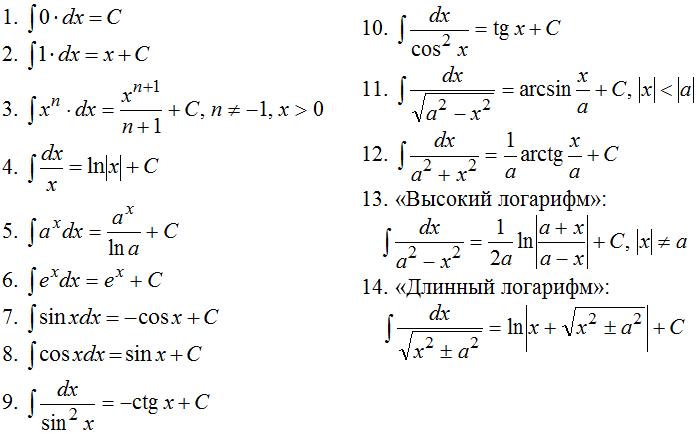 1. ∫0·dx = C
2. ∫1·dx = x + C
3. ∫xⁿ·dx = xⁿ⁺¹/(n+1) + C, n ≠ −1, x > 0
4. ∫dx/x = ln|x| + C
5. ∫aˣdx = aˣ/ln a + C
6. ∫eˣdx = eˣ + C
7. ∫sin xdx = −cos x + C
8. ∫cos xdx = sin x + C
9. ∫dx/sin² x = −ctg x + C
10. ∫dx/cos² x = tg x + C
11. ∫dx/√(a² − x²) = arcsin x/a + C, |x| < |a|
12. ∫dx/(a² + x²) = 1/a arctg x/a + C
13. «Высокий логарифм»:
∫dx/(a² − x²) = 1/2a ln|(a + x)/(a − x)| + C, |x| ≠ a
14. «Длинный логарифм»:
∫dx/√(x² ± a²) = ln|x + √(x² ± a²)| + C